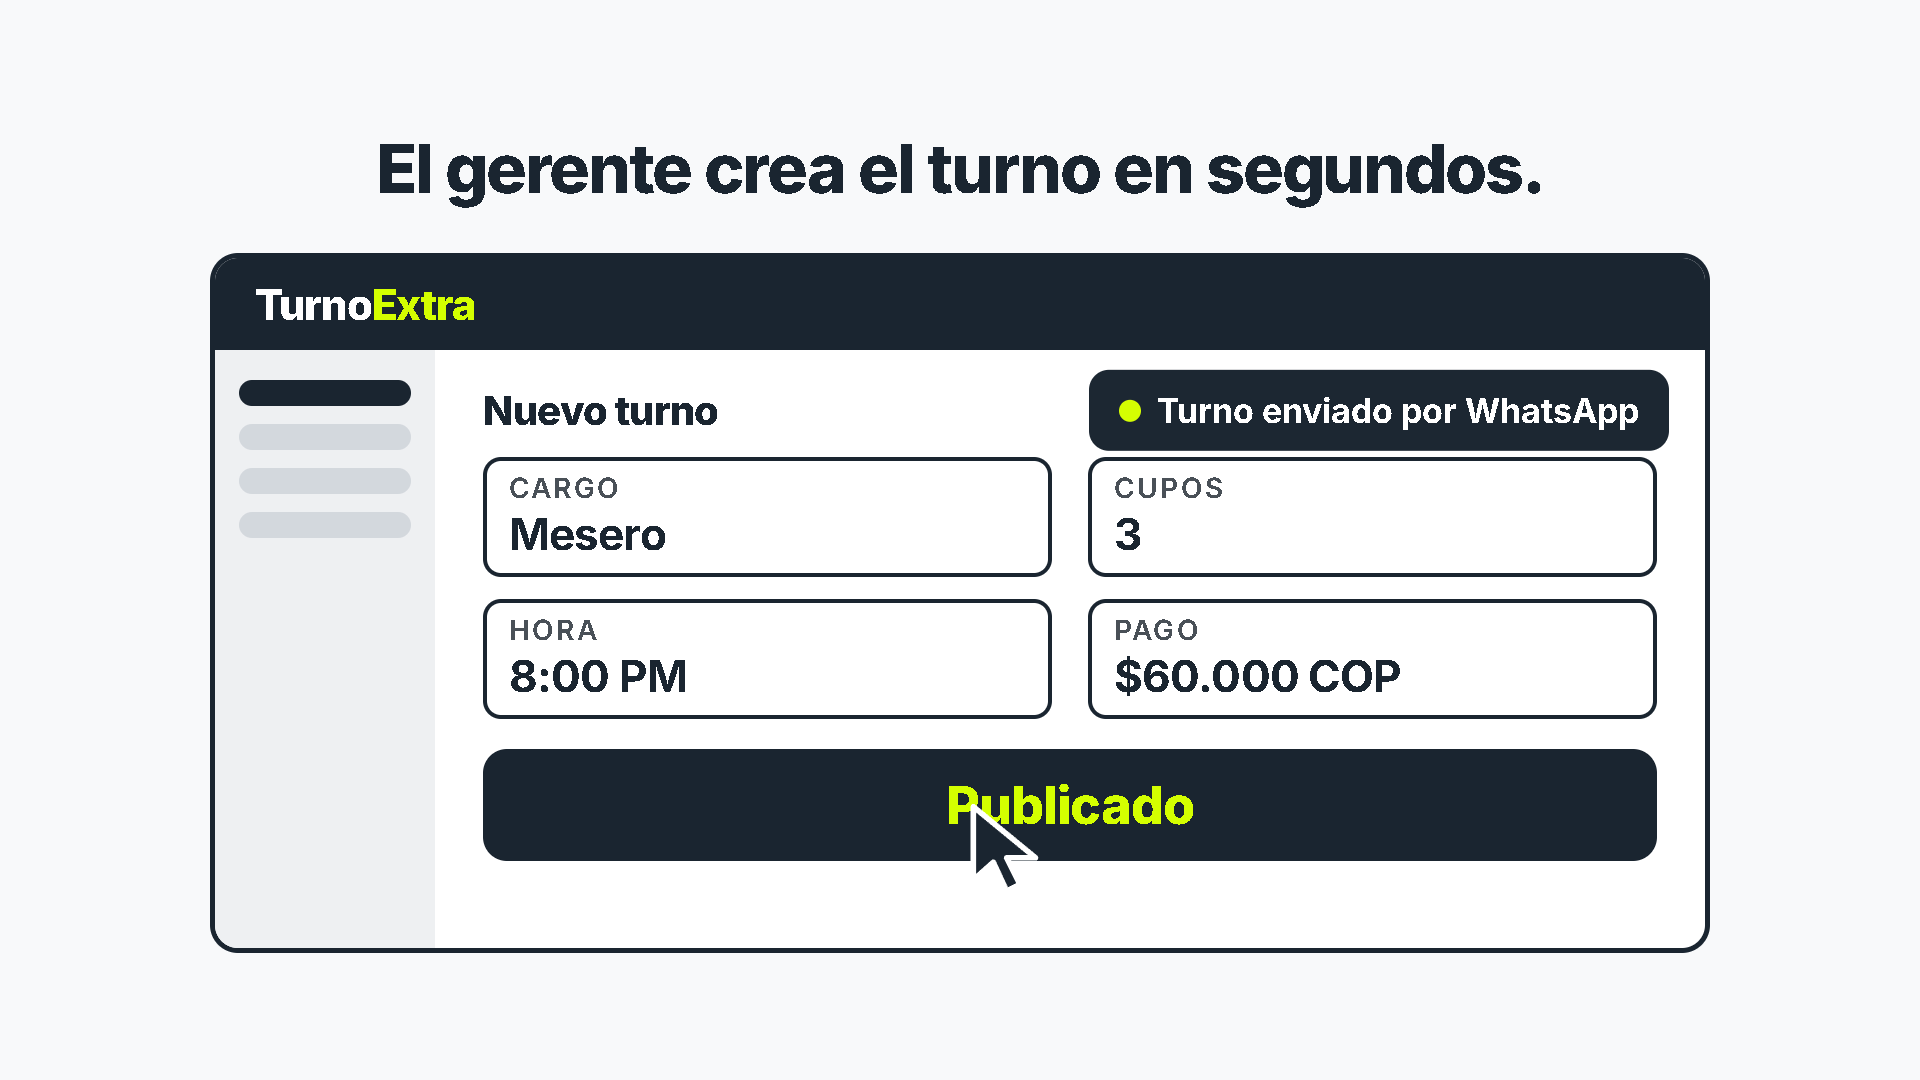 El gerente crea el turno en segundos.
TurnoExtra
Nuevo turno
Turno enviado por WhatsApp
CARGO
Mesero
CUPOS
3
HORA
8:00 PM
PAGO
$60.000 COP
Publicado